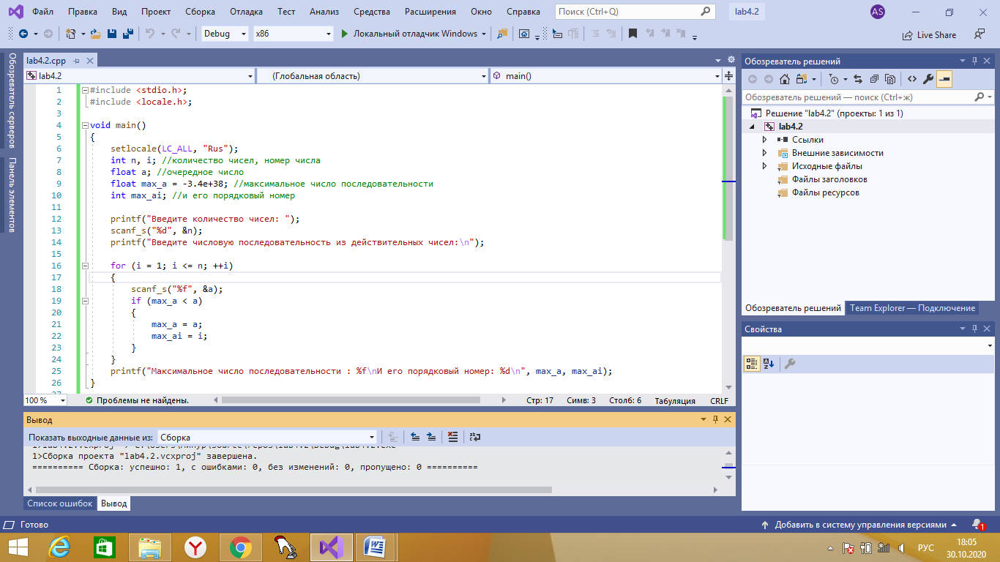 Файл Правка Вид Проект Сборка Отладка Тест Анализ Средства Расширения Окно Справка Поиск (Ctrl+Q) lab4.2 AS
Debug x86 Локальный отладчик Windows Live Share
Обозреватель серверов
Панель элементов
lab4.2.cpp
lab4.2 (Глобальная область) main()
1 #include <stdio.h>;
2 #include <locale.h>;
3
4 void main()
5 {
6 setlocale(LC_ALL, "Rus");
7 int n, i; //количество чисел, номер числа
8 float a; //очередное число
9 float max_a = -3.4e+38; //максимальное число последовательности
10 int max_ai; //и его порядковый номер
11
12 printf("Введите количество чисел: ");
13 scanf_s("%d", &n);
14 printf("Введите числовую последовательность из действительных чисел:\n");
15
16 for (i = 1; i <= n; ++i)
17 {
18 scanf_s("%f", &a);
19 if (max_a < a)
20 {
21 max_a = a;
22 max_ai = i;
23 }
24 }
25 printf("Максимальное число последовательности : %f\nИ его порядковый номер: %d\n", max_a, max_ai);
26 }
100 % Проблемы не найдены. Стр: 17 Симв: 3 Столб: 6 Табуляция CRLF
Вывод
Показать выходные данные из: Сборка
1>Сборка проекта "lab4.2.vcxproj" завершена.
========== Сборка: успешно: 1, с ошибками: 0, без изменений: 0, пропущено: 0 ==========
Список ошибок Вывод
Обозреватель решений
Обозреватель решений — поиск (Ctrl+ж)
Решение "lab4.2" (проекты: 1 из 1)
lab4.2
Ссылки
Внешние зависимости
Исходные файлы
Файлы заголовков
Файлы ресурсов
Обозреватель решений Team Explorer — Подключение
Свойства
Готово Добавить в систему управления версиями 1
РУС 18:05
30.10.2020